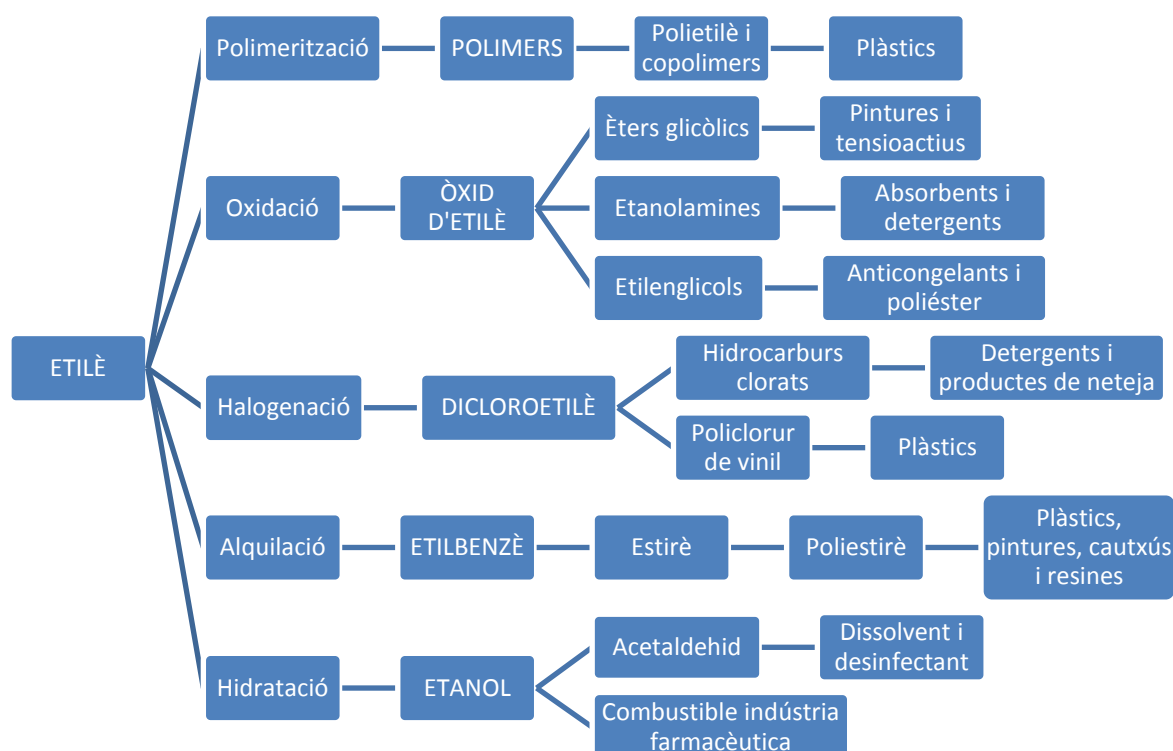 Polimerització
POLIMERS
Polietilè i
copolimers
Plàstics
Èters glicòlics
Pintures i
tensioactius
Oxidació
ÒXID
D'ETILÈ
Etanolamines
Absorbents i
detergents
Etilenglicols
Anticongelants i
poliéster
ETILÈ
Halogenació
DICLOROETILÈ
Hidrocarburs
clorats
Detergents i
productes de neteja
Policlorur
de vinil
Plàstics
Alquilació
ETILBENZÈ
Estirè
Poliestirè
Plàstics,
pintures, cautxús
i resines
Hidratació
ETANOL
Acetaldehid
Dissolvent i
desinfectant
Combustible indústria
farmacèutica